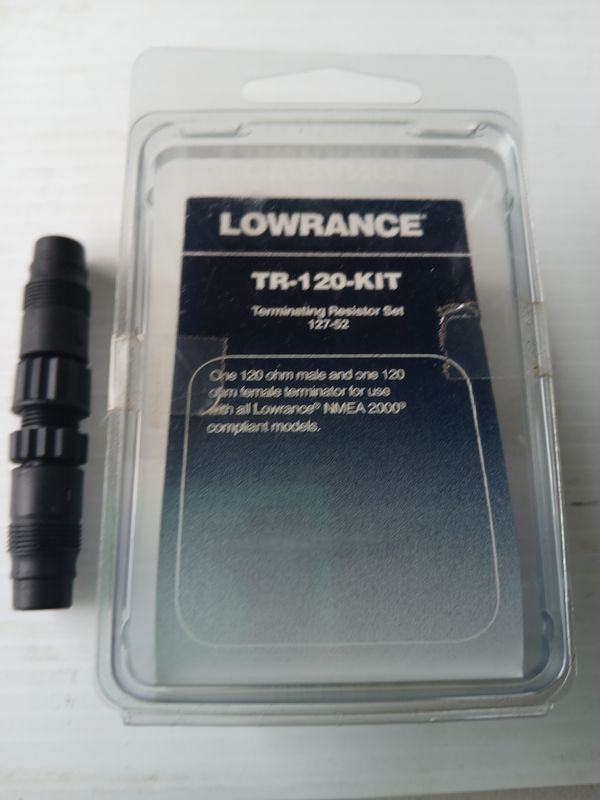 LOWRANCE®
TR-120-KIT
Terminating Resistor Set
127-52
One 120 ohm male and one 120
ohm female terminator for use
with all Lowrance® NMEA 2000®
compliant models.